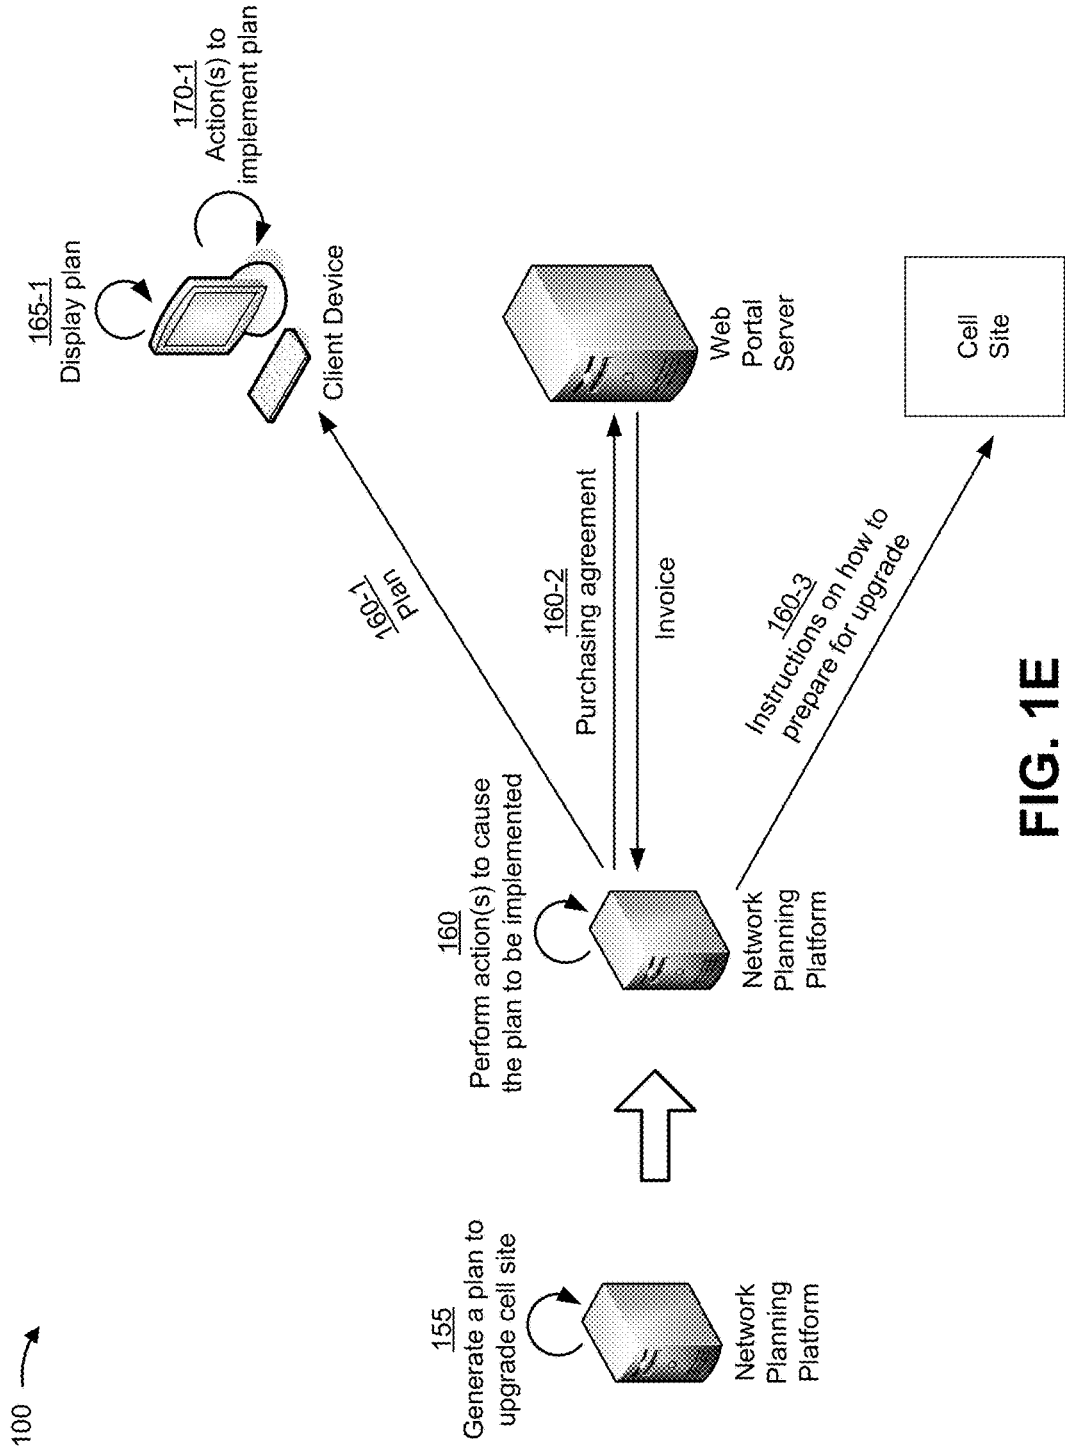 100
155
Generate a plan to
upgrade cell site
Network
Planning
Platform
160
Perform action(s) to cause
the plan to be implemented
Network
Planning
Platform
160-1
Plan
160-2
Purchasing agreement
Invoice
160-3
Instructions on how to
prepare for upgrade
165-1
Display plan
170-1
Action(s) to
implement plan
Client Device
Web
Portal
Server
Cell
Site
FIG. 1E